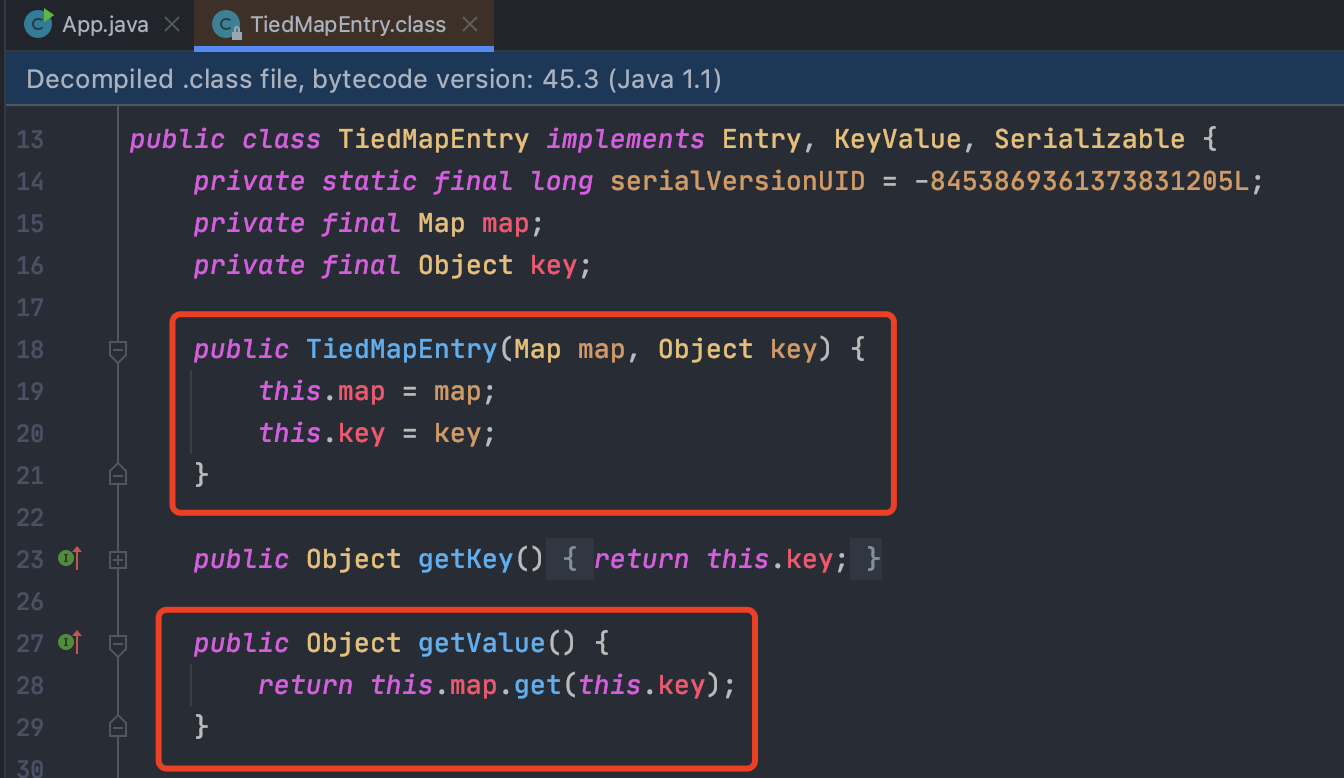 App.java
TiedMapEntry.class
Decompiled .class file, bytecode version: 45.3 (Java 1.1)
13 public class TiedMapEntry implements Entry, KeyValue, Serializable {
14 private static final long serialVersionUID = -8453869361373831205L;
15 private final Map map;
16 private final Object key;
17
18 public TiedMapEntry(Map map, Object key) {
19 this.map = map;
20 this.key = key;
21 }
22
23 public Object getKey() { return this.key; }
26
27 public Object getValue() {
28 return this.map.get(this.key);
29 }
30